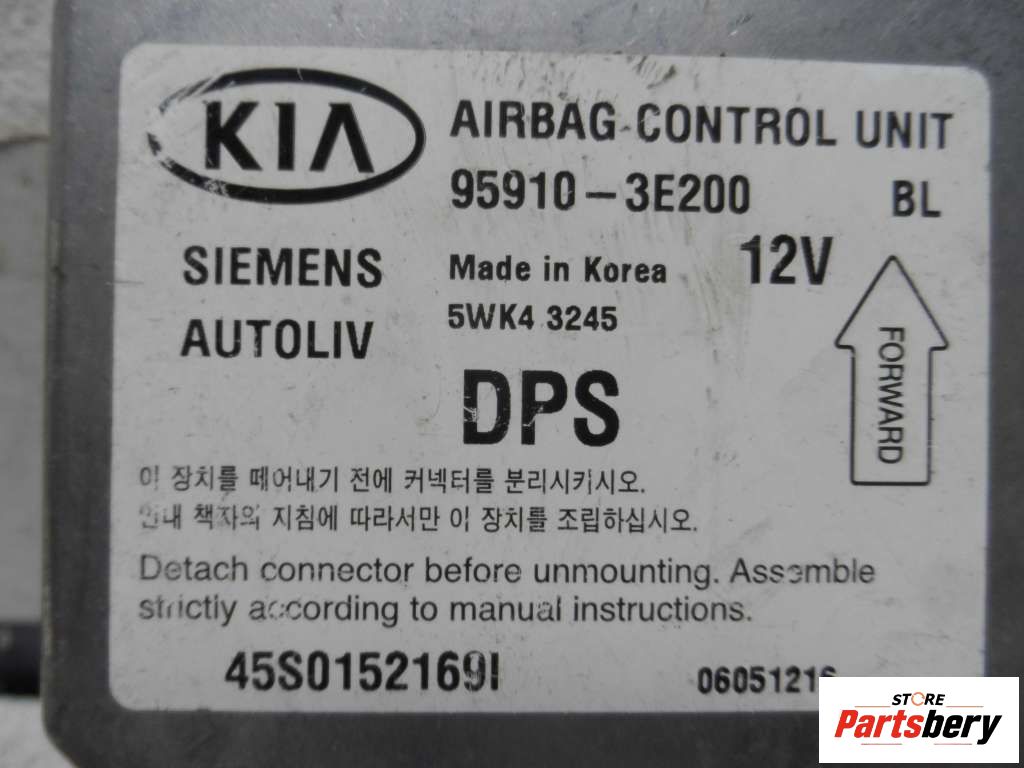 KIA
AIRBAG CONTROL UNIT
95910-3E200 BL
SIEMENS
AUTOLIV
Made in Korea
5WK4 3245
12V
FORWARD
DPS
이 장치를 떼어내기 전에 커넥터를 분리시키시오.
안내 책자의 지침에 따라서만 이 장치를 조립하십시오.
Detach connector before unmounting. Assemble
strictly according to manual instructions.
45S0152169I
STORE
Partsbery